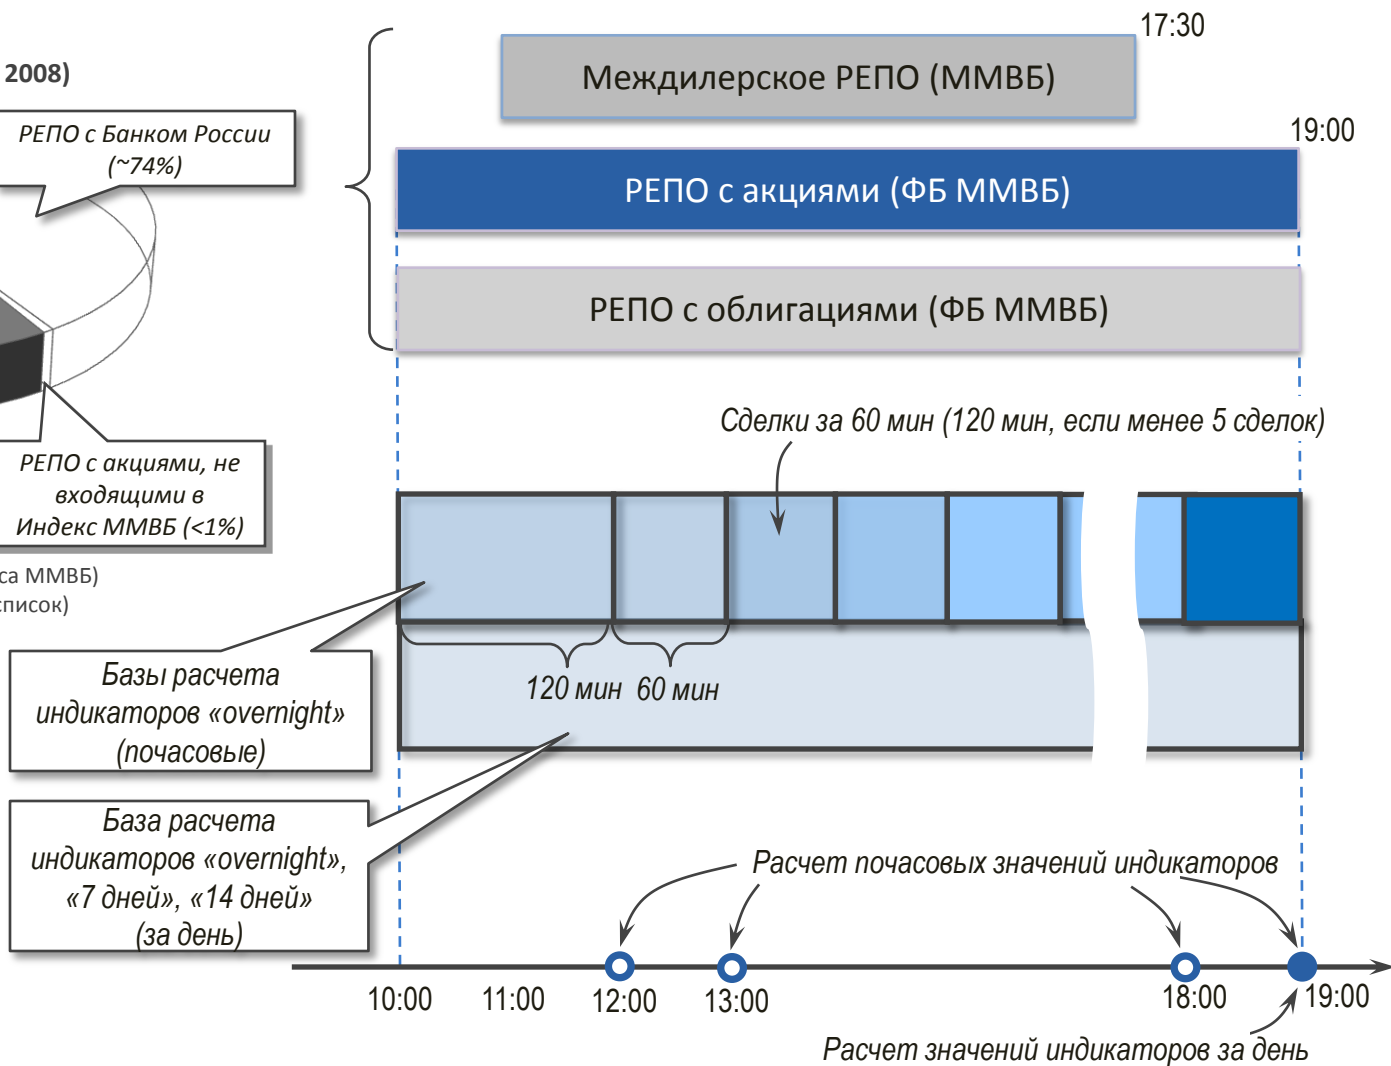 2008)
РЕПО с Банком России
(~74%)
РЕПО с акциями, не
входящими в
Индекс ММВБ (<1%)
са ММВБ)
список)
17:30
Междилерское РЕПО (ММВБ)
19:00
РЕПО с акциями (ФБ ММВБ)
РЕПО с облигациями (ФБ ММВБ)
Сделки за 60 мин (120 мин, если менее 5 сделок)
120 мин 60 мин
Базы расчета
индикаторов «overnight»
(почасовые)
База расчета
индикаторов «overnight»,
«7 дней», «14 дней»
(за день)
Расчет почасовых значений индикаторов
10:00 11:00 12:00 13:00 18:00 19:00
Расчет значений индикаторов за день